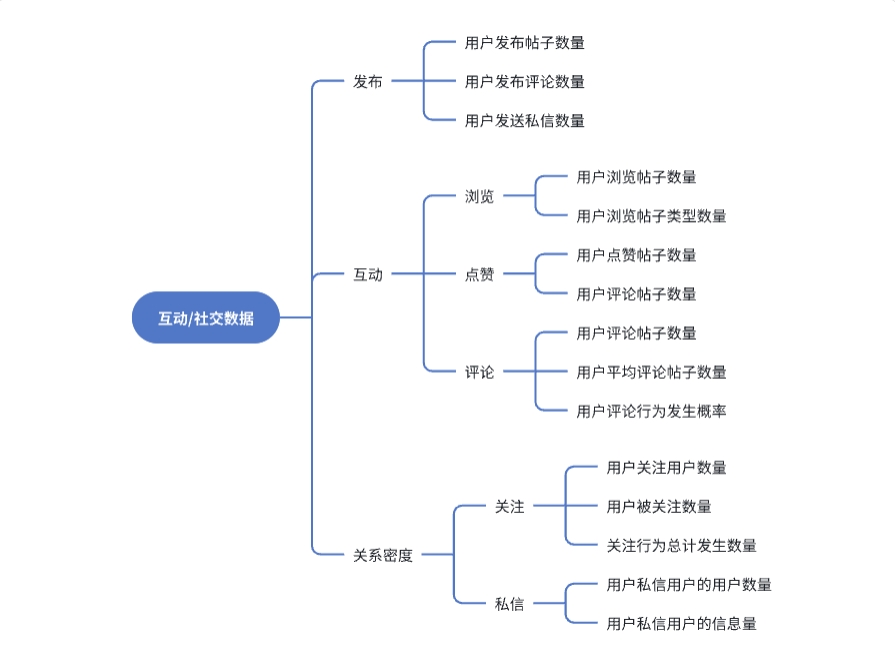 互动/社交数据
发布
用户发布帖子数量
用户发布评论数量
用户发送私信数量
互动
浏览
用户浏览帖子数量
用户浏览帖子类型数量
点赞
用户点赞帖子数量
用户评论帖子数量
评论
用户评论帖子数量
用户平均评论帖子数量
用户评论行为发生概率
关系密度
关注
用户关注用户数量
用户被关注数量
关注行为总计发生数量
私信
用户私信用户的用户数量
用户私信用户的信息量